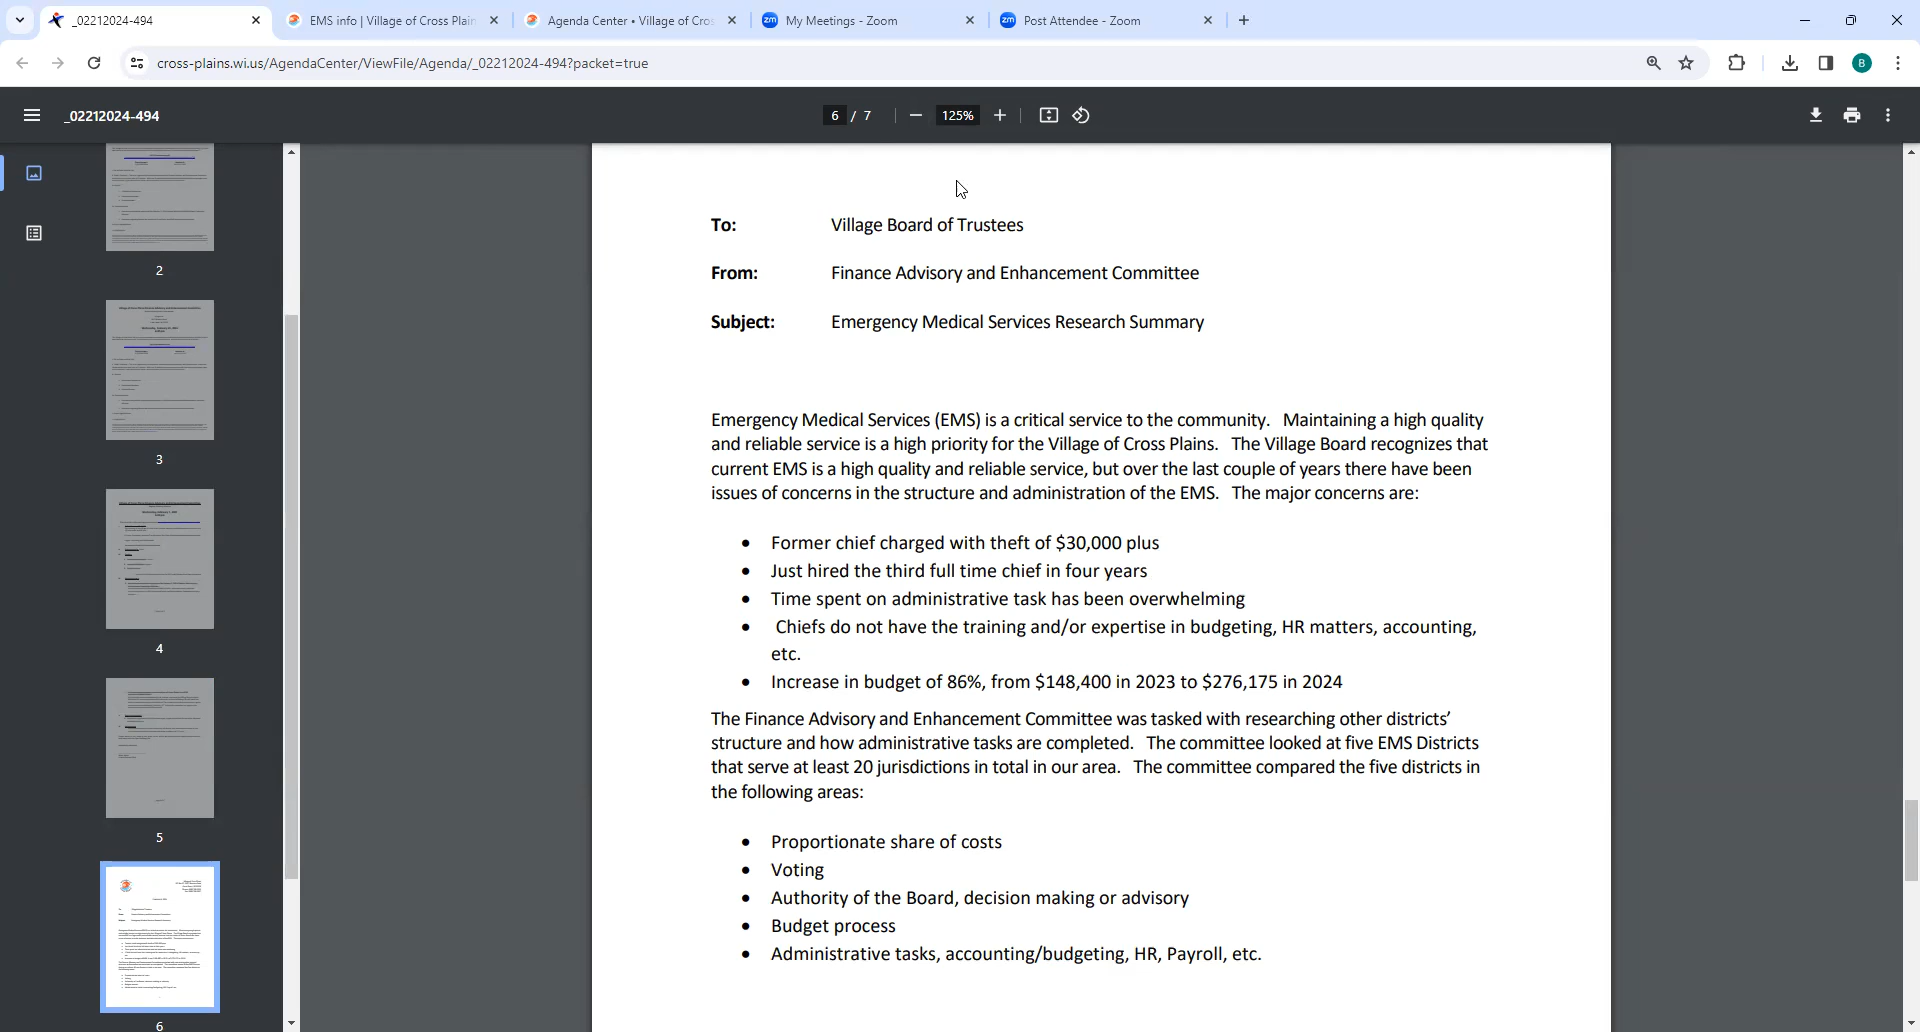 _02212024-494
EMS info | Village of Cross Plain
Agenda Center • Village of Cros
zm My Meetings - Zoom
zm Post Attendee - Zoom
cross-plains.wi.us/AgendaCenter/ViewFile/Agenda/_02212024-494?packet=true
B
_02212024-494
6 / 7
125%
2
3
4
5
6
To: Village Board of Trustees
From: Finance Advisory and Enhancement Committee
Subject: Emergency Medical Services Research Summary
Emergency Medical Services (EMS) is a critical service to the community. Maintaining a high quality
and reliable service is a high priority for the Village of Cross Plains. The Village Board recognizes that
current EMS is a high quality and reliable service, but over the last couple of years there have been
issues of concerns in the structure and administration of the EMS. The major concerns are:
• Former chief charged with theft of $30,000 plus
• Just hired the third full time chief in four years
• Time spent on administrative task has been overwhelming
• Chiefs do not have the training and/or expertise in budgeting, HR matters, accounting,
etc.
• Increase in budget of 86%, from $148,400 in 2023 to $276,175 in 2024
The Finance Advisory and Enhancement Committee was tasked with researching other districts’
structure and how administrative tasks are completed. The committee looked at five EMS Districts
that serve at least 20 jurisdictions in total in our area. The committee compared the five districts in
the following areas:
• Proportionate share of costs
• Voting
• Authority of the Board, decision making or advisory
• Budget process
• Administrative tasks, accounting/budgeting, HR, Payroll, etc.